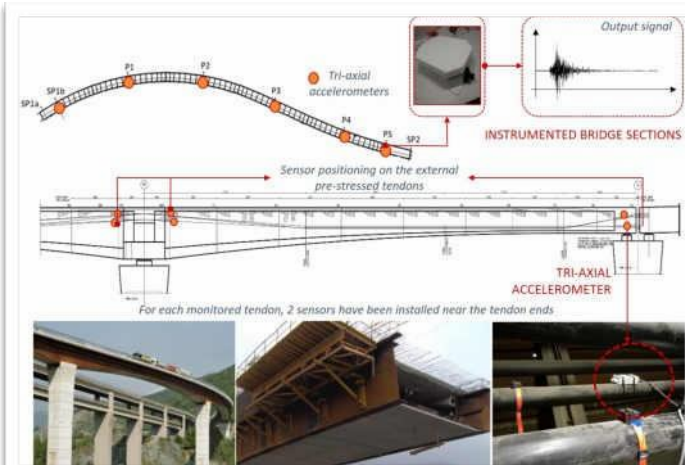 Output signal
P1
P2
Tri-axial
accelerometers
SP1b
SP1a
P3
P4
P5
SP2
INSTRUMENTED BRIDGE SECTIONS
Sensor positioning on the external
pre-stressed tendons
TRI-AXIAL
ACCELEROMETER
For each monitored tendon, 2 sensors have been installed near the tendon ends